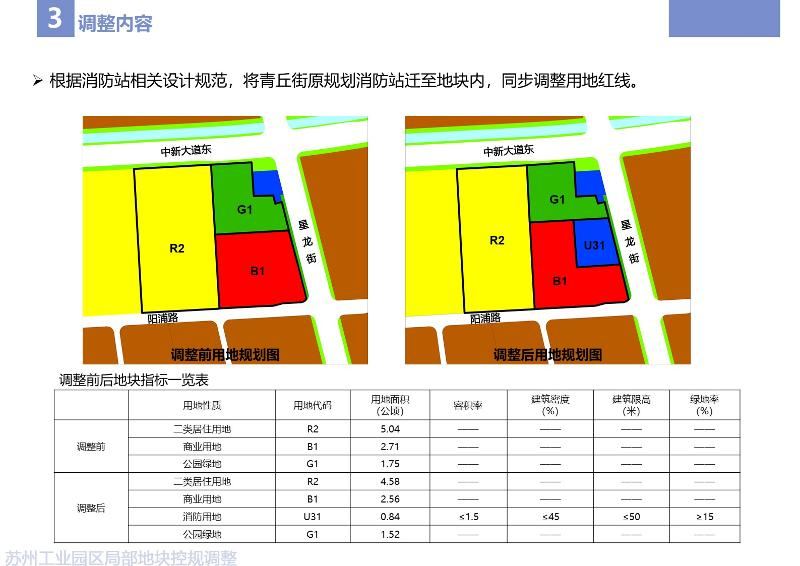 3 调整内容
➢ 根据消防站相关设计规范，将青丘街原规划消防站迁至地块内，同步调整用地红线。
中新大道东
R2
G1
B1
星龙街
阳浦路
调整前用地规划图
中新大道东
R2
G1
U31
B1
星龙街
阳浦路
调整后用地规划图
调整前后地块指标一览表
用地性质 用地代码 用地面积（公顷） 容积率 建筑密度（%） 建筑限高（米） 绿地率（%）
调整前 二类居住用地 R2 5.04 —— —— —— ——
商业用地 B1 2.71 —— —— —— ——
公园绿地 G1 1.75 —— —— —— ——
调整后 二类居住用地 R2 4.58 —— —— —— ——
商业用地 B1 2.56 —— —— —— ——
消防用地 U31 0.84 ≤1.5 ≤45 ≤50 ≥15
公园绿地 G1 1.52 —— —— —— ——
苏州工业园区局部地块控规调整